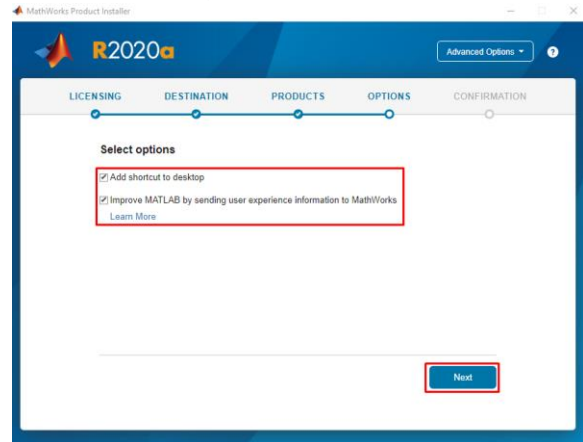 MathWorks Product Installer
R2020a
Advanced Options
?
LICENSING DESTINATION PRODUCTS OPTIONS CONFIRMATION
Select options
Add shortcut to desktop
Improve MATLAB by sending user experience information to MathWorks
Learn More
Next